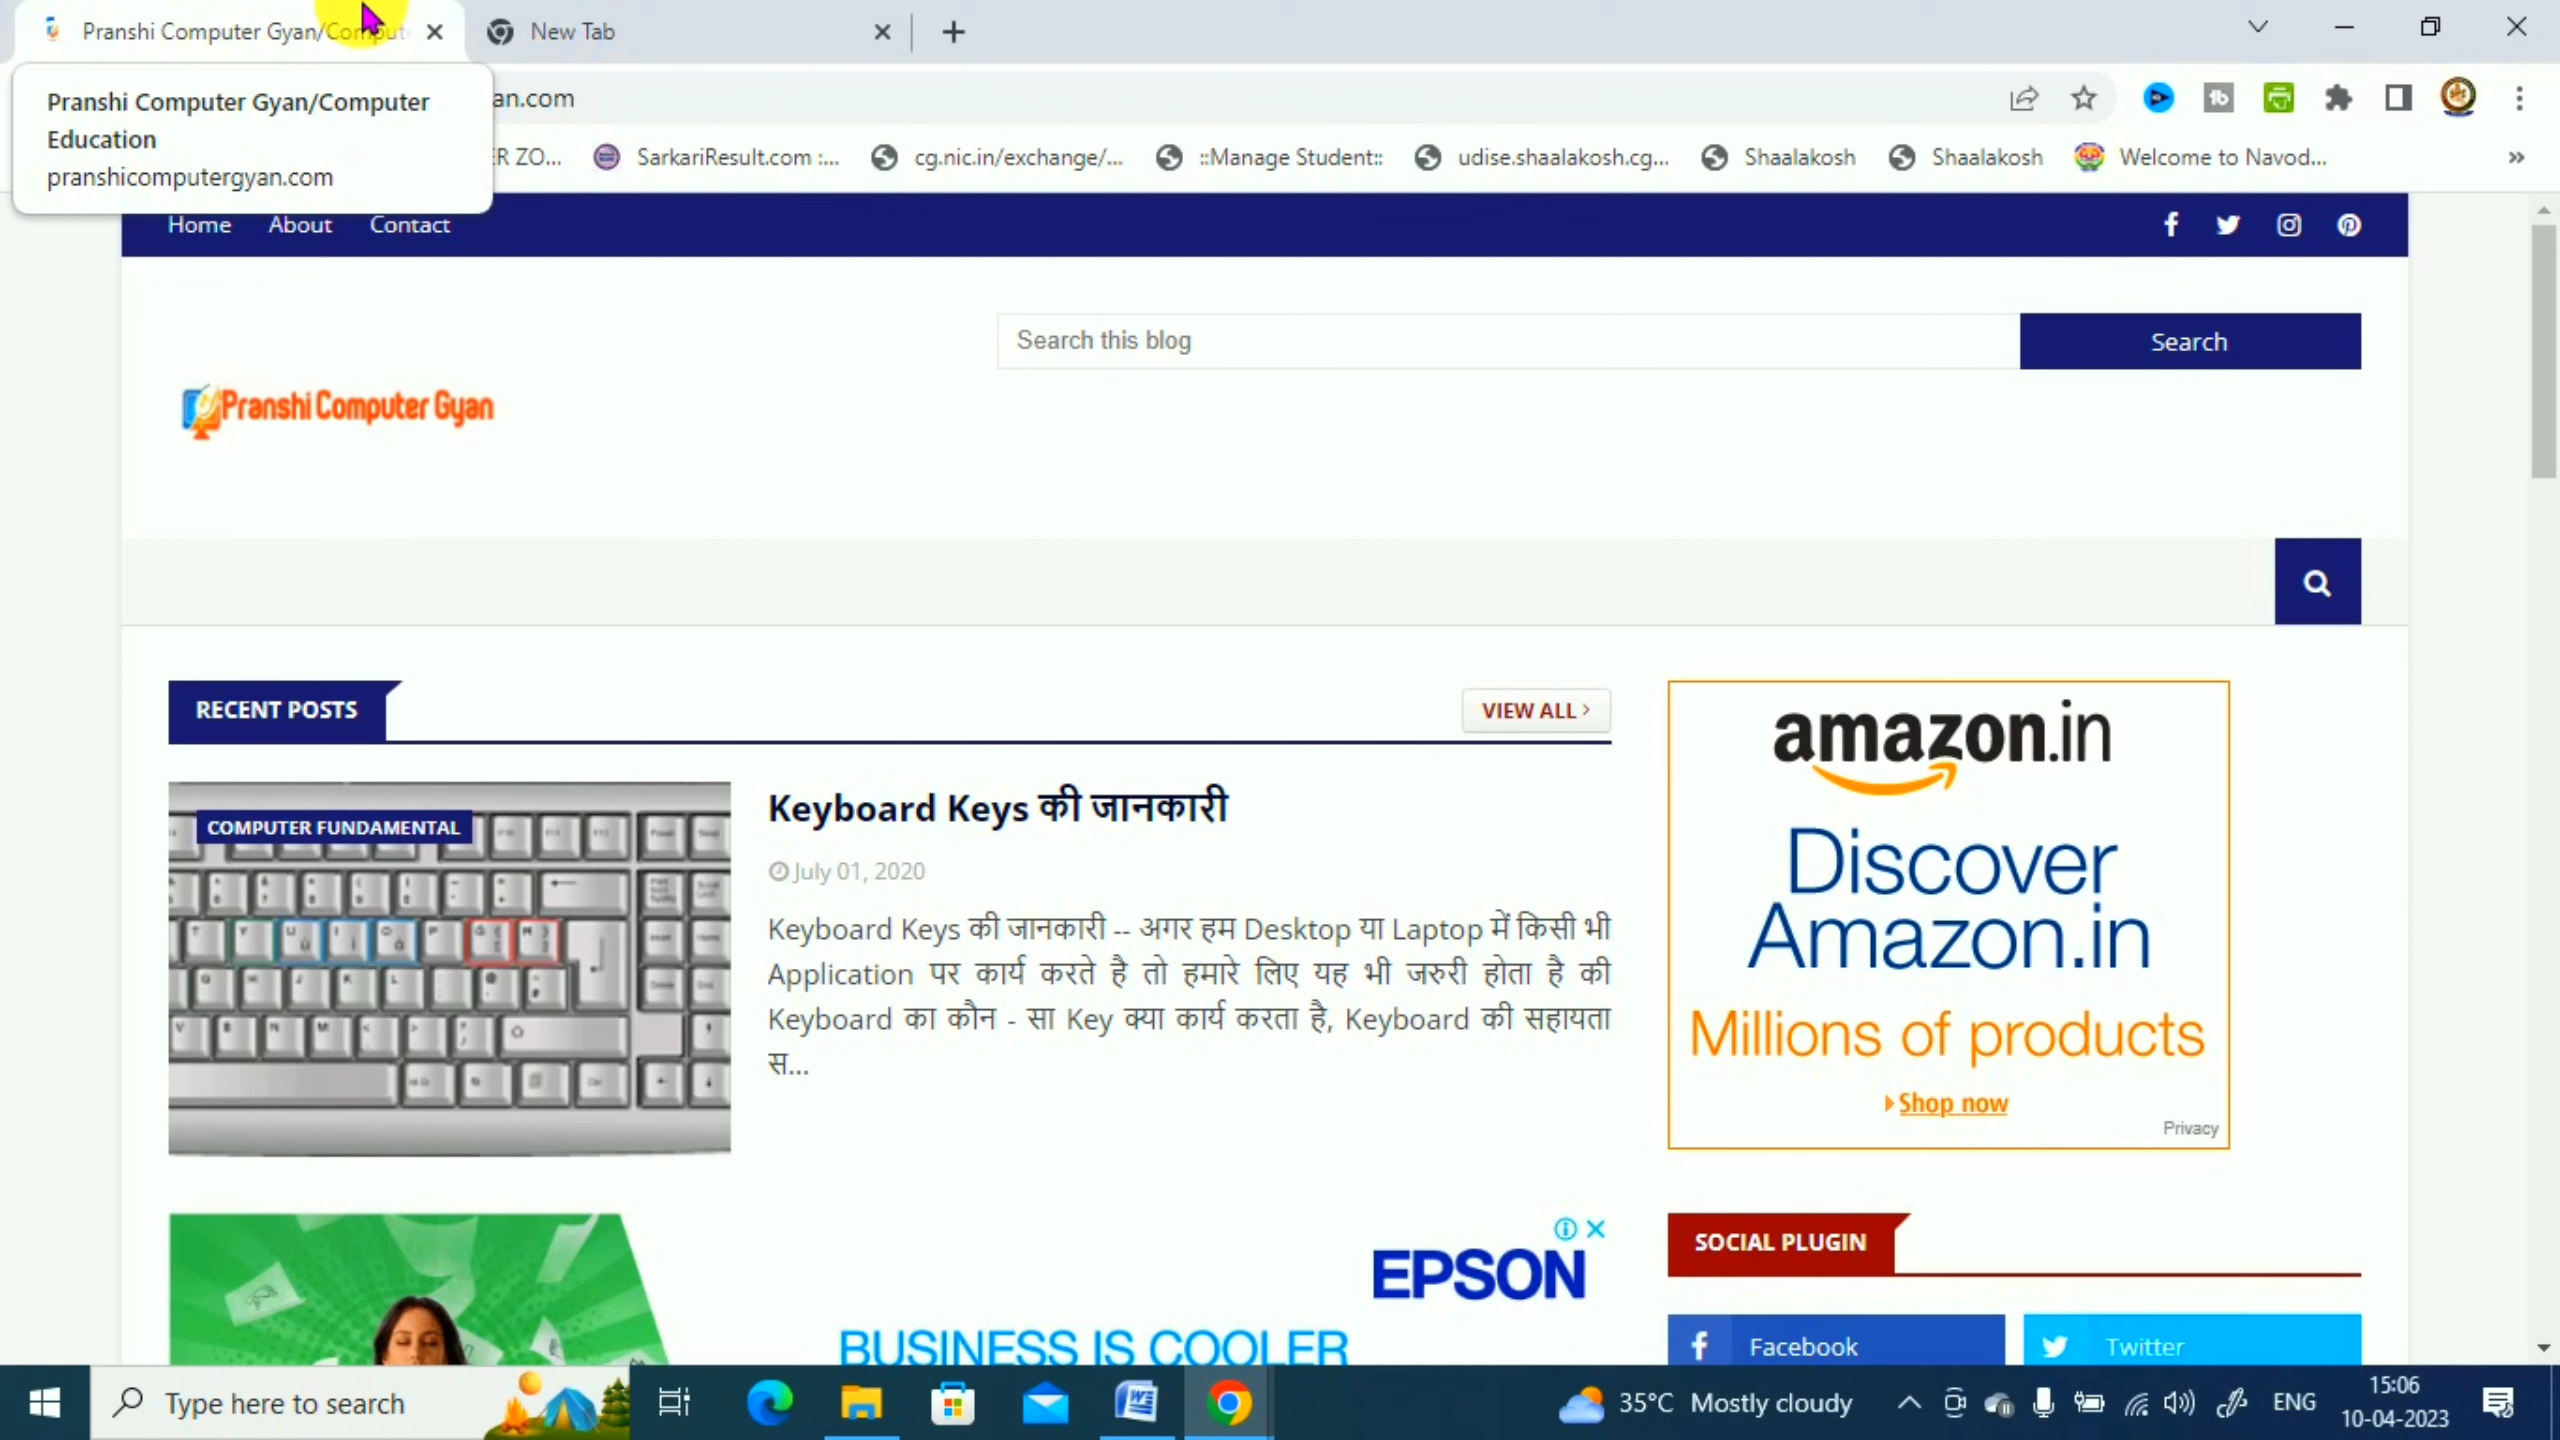 Pranshi Computer Gyan/Comput
New Tab
Pranshi Computer Gyan/Computer
Education
pranshicomputergyan.com
an.com
ER ZO...
SarkariResult.com :...
cg.nic.in/exchange/...
::Manage Student::
udise.shaalakosh.cg...
Shaalakosh
Shaalakosh
Welcome to Navod...
Home About Contact
Search this blog
Search
Pranshi Computer Gyan
RECENT POSTS
VIEW ALL
COMPUTER FUNDAMENTAL
Keyboard Keys की जानकारी
July 01, 2020
Keyboard Keys की जानकारी -- अगर हम Desktop या Laptop में किसी भी
Application पर कार्य करते है तो हमारे लिए यह भी जरुरी होता है की
Keyboard का कौन - सा Key क्या कार्य करता है, Keyboard की सहायता
स...
amazon.in
Discover
Amazon.in
Millions of products
Shop now
Privacy
EPSON
BUSINESS IS COOLER
SOCIAL PLUGIN
Facebook
Twitter
Type here to search
35°C Mostly cloudy
ENG
15:06
10-04-2023